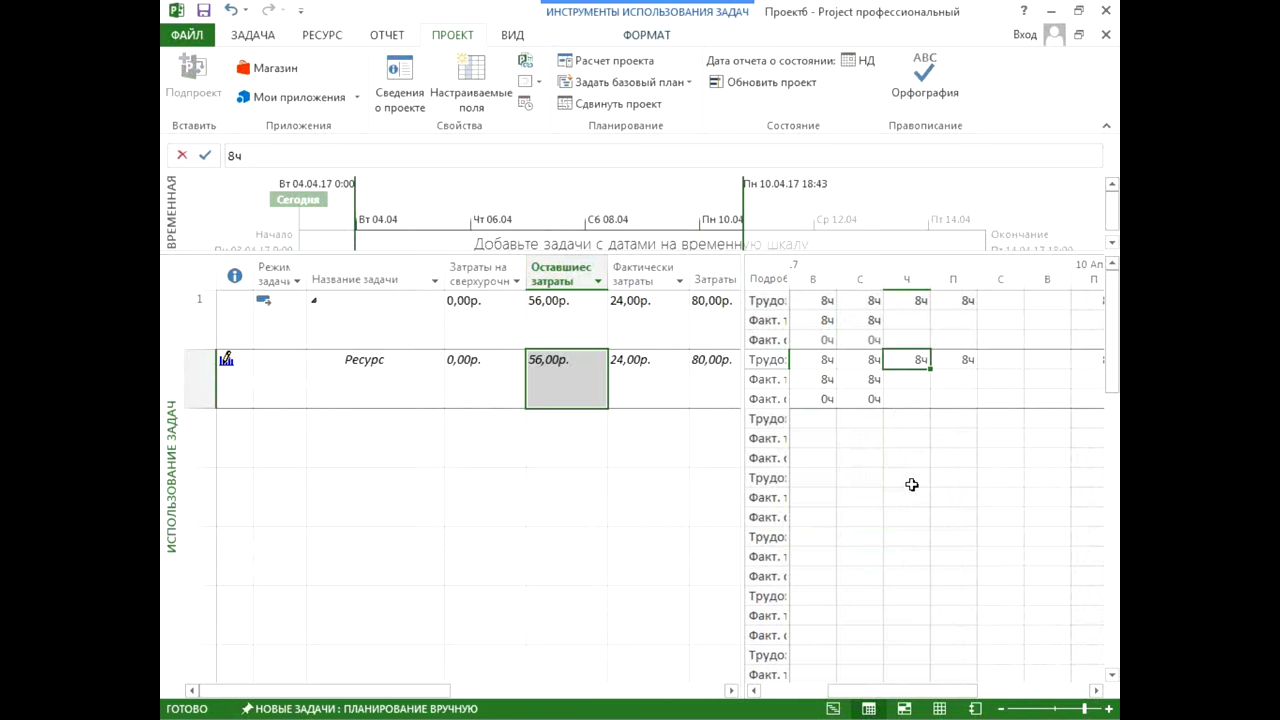 ИНСТРУМЕНТЫ ИСПОЛЬЗОВАНИЯ ЗАДАЧ
Проект6 - Project профессиональный
ФАЙЛ ЗАДАЧА РЕСУРС ОТЧЕТ ПРОЕКТ ВИД ФОРМАТ Вход
Подпроект
Магазин
Мои приложения
Сведения о проекте
Настраиваемые поля
Расчет проекта
Задать базовый план
Сдвинуть проект
Дата отчета о состоянии: НД
Обновить проект
ABC
Орфография
Вставить Приложения Свойства Планирование Состояние Правописание
8ч
ВРЕМЕННАЯ
Вт 04.04.17 0:00 Пн 10.04.17 18:43
Сегодня
Вт 04.04 Чт 06.04 Сб 08.04 Пн 10.04 Ср 12.04 Пт 14.04
Начало Окончание
Добавьте задачи с датами на временную шкалу
ИСПОЛЬЗОВАНИЕ ЗАДАЧ
Режим задачи Название задачи Затраты на сверхурочн Оставшиес затраты Фактически затраты Затраты
.7 10 Ап
Подроб В С Ч П С В П
1 0,00р. 56,00р. 24,00р. 80,00р. Трудо: 8ч 8ч 8ч 8ч
Факт. т 8ч 8ч
Факт. с 0ч 0ч
Ресурс 0,00р. 56,00р. 24,00р. 80,00р. Трудо: 8ч 8ч 8ч 8ч
Факт. т 8ч 8ч
Факт. с 0ч 0ч
Трудо:
Факт. т
Факт. с
Трудо:
Факт. т
Факт. с
Трудо:
Факт. т
Факт. с
Трудо:
Факт. т
Факт. с
Трудо:
Факт. т
ГОТОВО НОВЫЕ ЗАДАЧИ : ПЛАНИРОВАНИЕ ВРУЧНУЮ